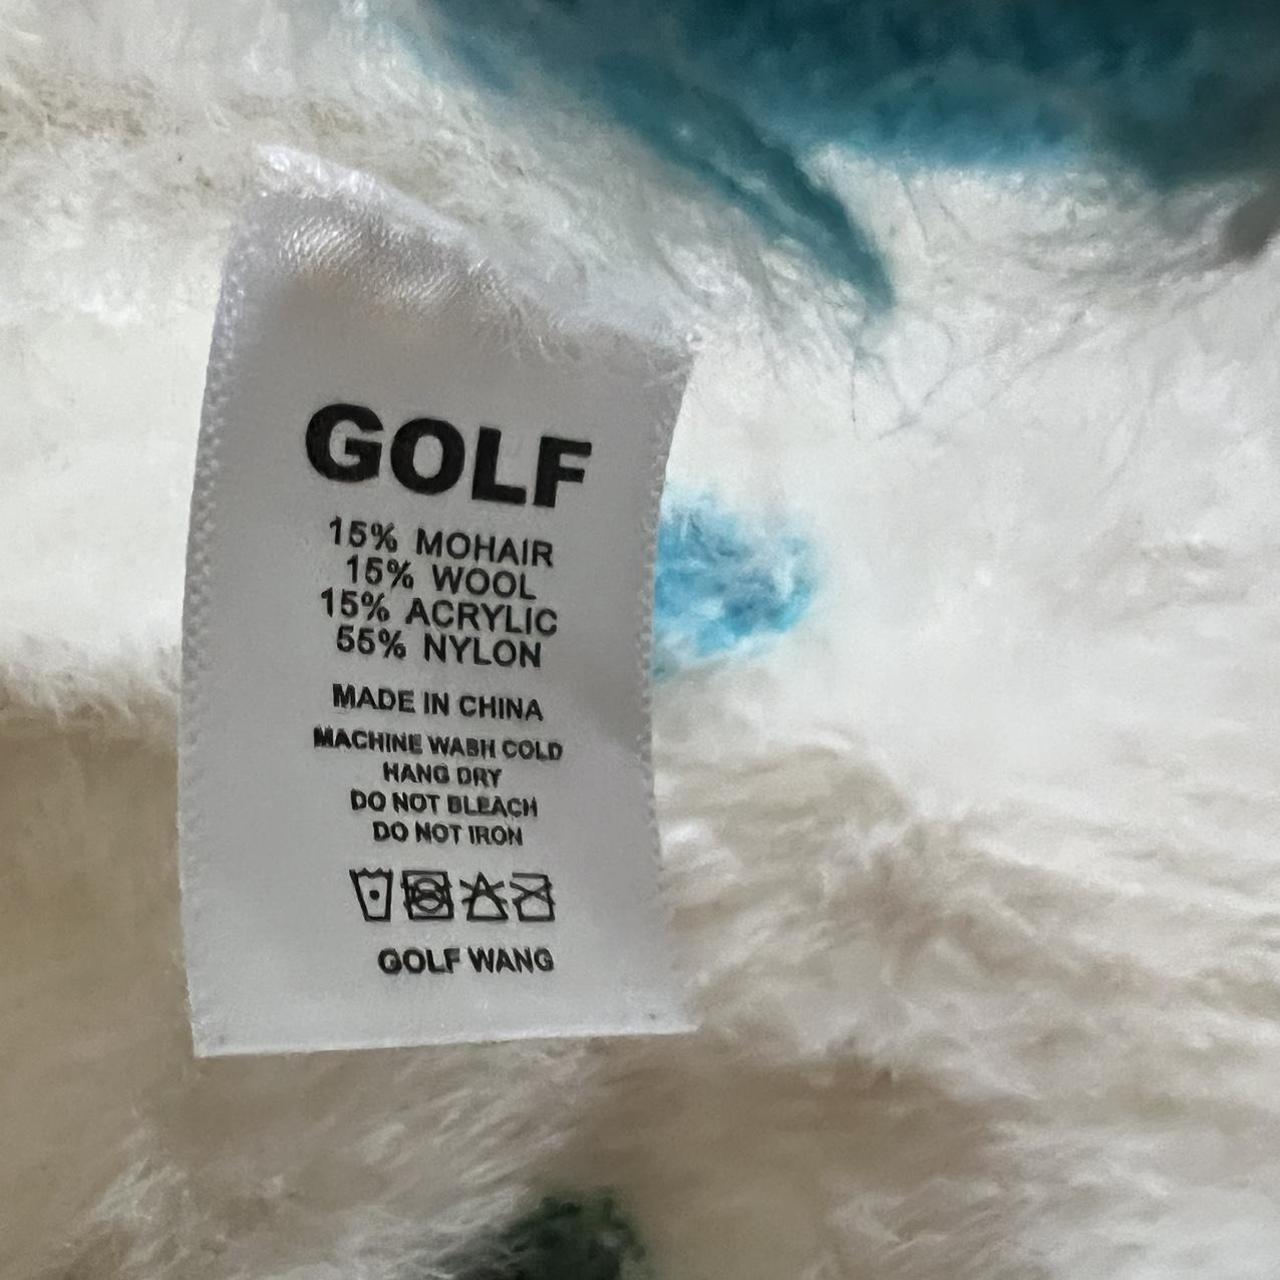 GOLF
15% MOHAIR
15% WOOL
15% ACRYLIC
55% NYLON
MADE IN CHINA
MACHINE WASH COLD
HANG DRY
DO NOT BLEACH
DO NOT IRON
GOLF WANG